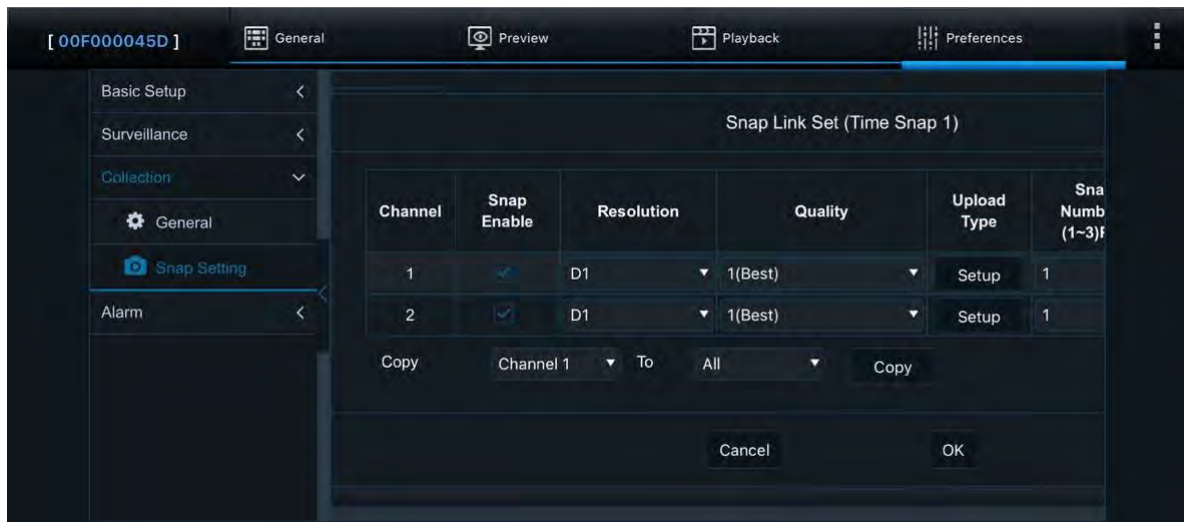 [ 00F000045D ] General Preview Playback Preferences
Basic Setup
Surveillance
Collection
General
Snap Setting
Alarm
Snap Link Set (Time Snap 1)
Channel Snap Enable Resolution Quality Upload Type Sna Numb (1~3)
1 D1 1(Best) Setup 1
2 D1 1(Best) Setup 1
Copy Channel 1 To All Copy
Cancel OK